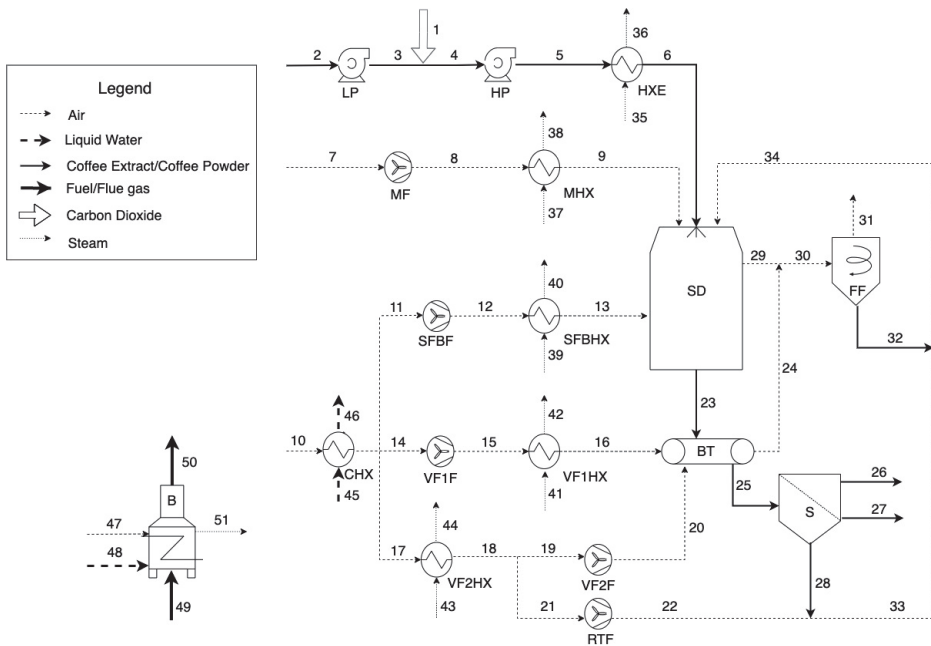 1
36
2
3
4
5
6
LP
HP
HXE
35
Legend
Air
Liquid Water
Coffee Extract/Coffee Powder
Fuel/Flue gas
Carbon Dioxide
Steam
38
34
7
8
9
MF
MHX
37
31
29
30
SD
FF
40
11
12
13
SFBF
SFBHX
39
32
24
23
46
42
10
14
15
16
BT
CHX
VF1F
VF1HX
45
41
25
26
27
S
50
B
44
20
47
51
17
18
19
48
VF2HX
VF2F
28
49
43
21
22
33
RTF